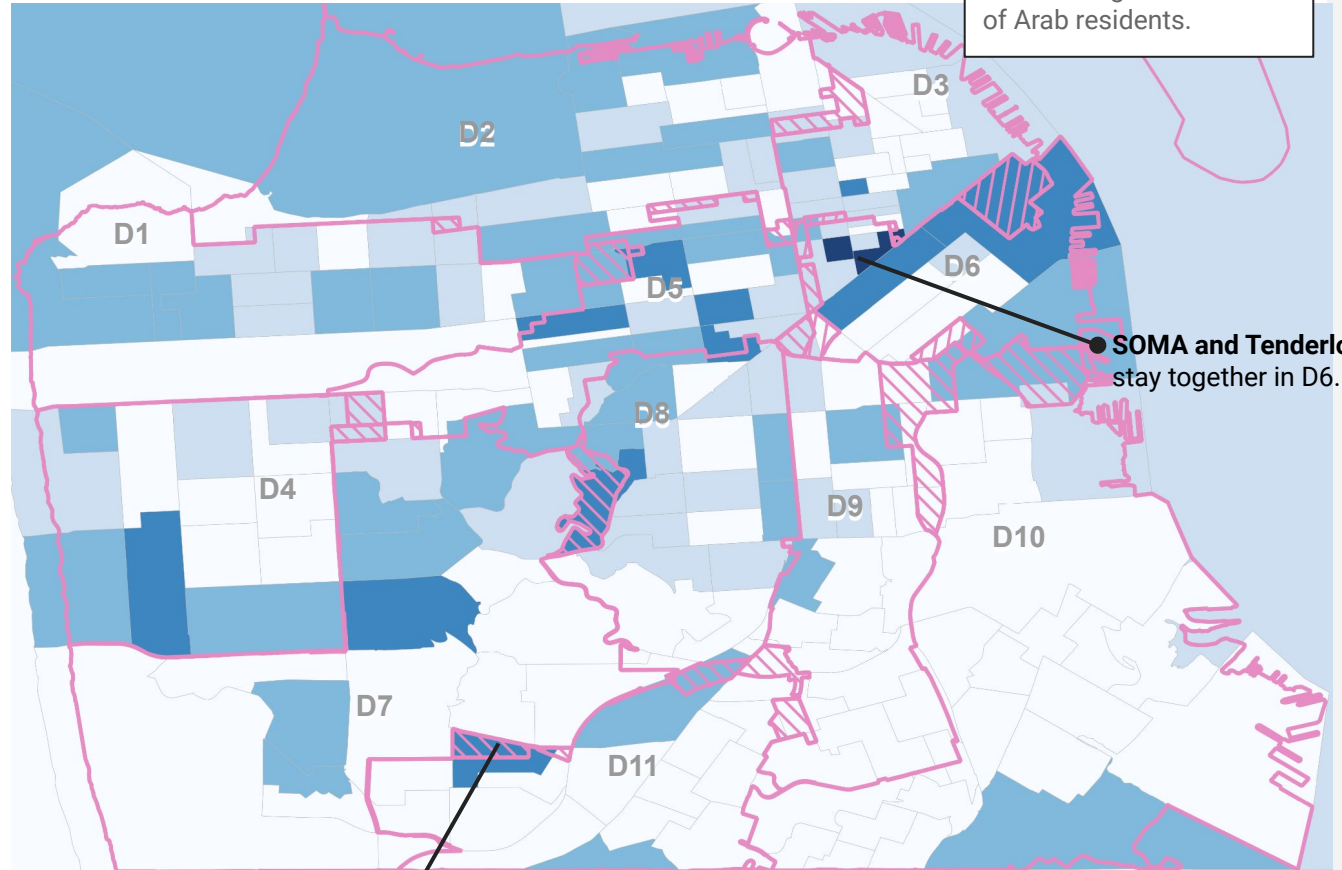 of Arab residents.
D3
D2
D1
D6
D5
SOMA and
stay together in D6.
D8
D4
D9
D10
D7
D11